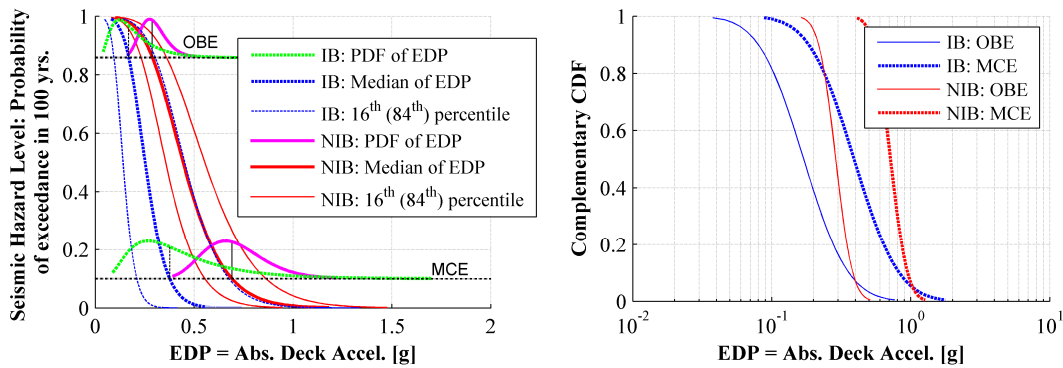 Seismic Hazard Level: Probability
of exceedance in 100 yrs.
1
0.8
0.6
0.4
0.2
0
OBE
MCE
IB: PDF of EDP
IB: Median of EDP
IB: 16th (84th) percentile
NIB: PDF of EDP
NIB: Median of EDP
NIB: 16th (84th) percentile
0 0.5 1 1.5 2
EDP = Abs. Deck Accel. [g]
Complementary CDF
1
0.8
0.6
0.4
0.2
0
IB: OBE
IB: MCE
NIB: OBE
NIB: MCE
10-2 10-1 100 101
EDP = Abs. Deck Accel. [g]